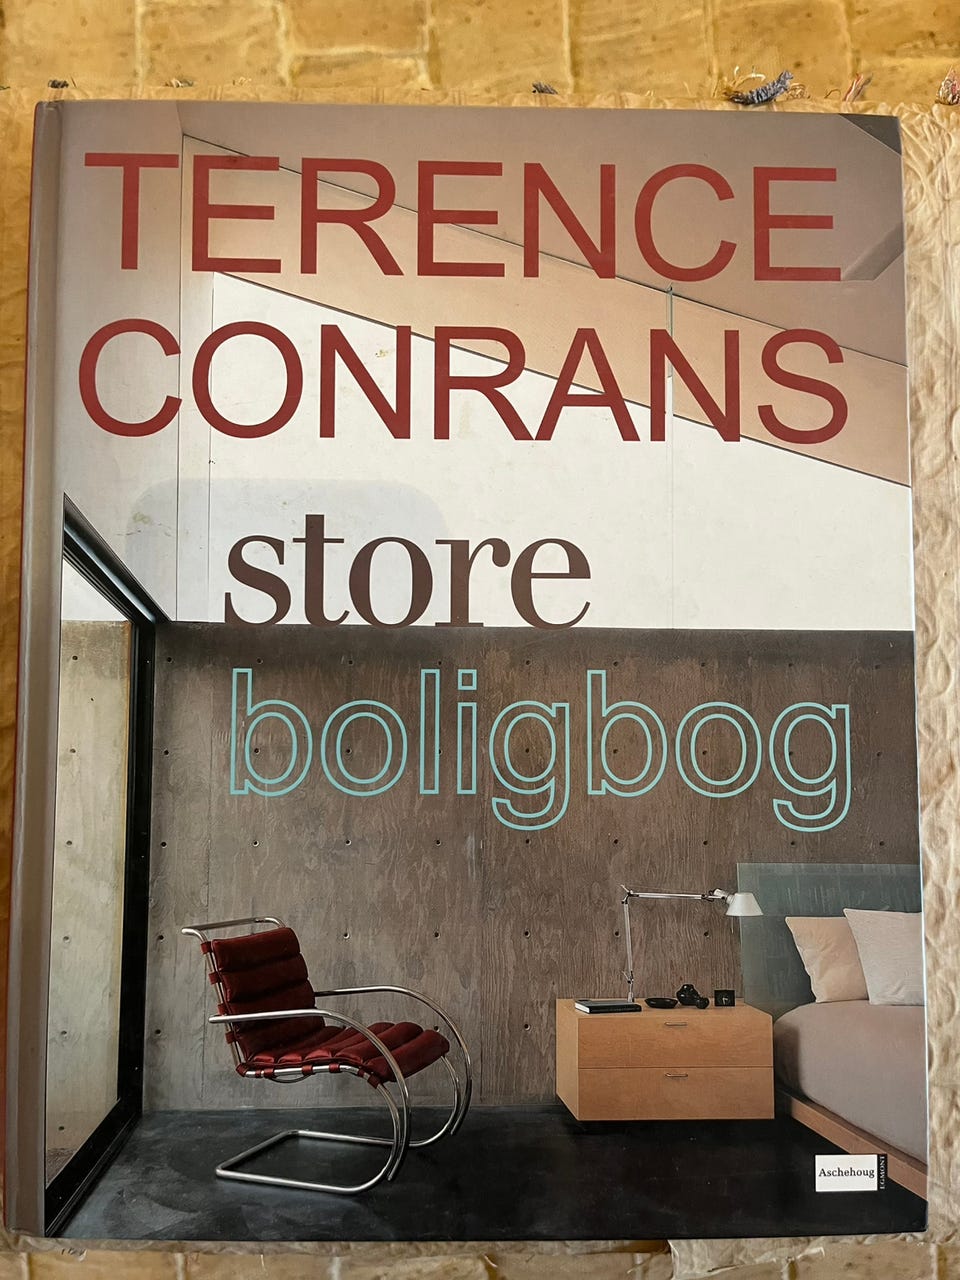 TERENCE
CONRANS
store
boligbog
Aschehoug
EGMONT